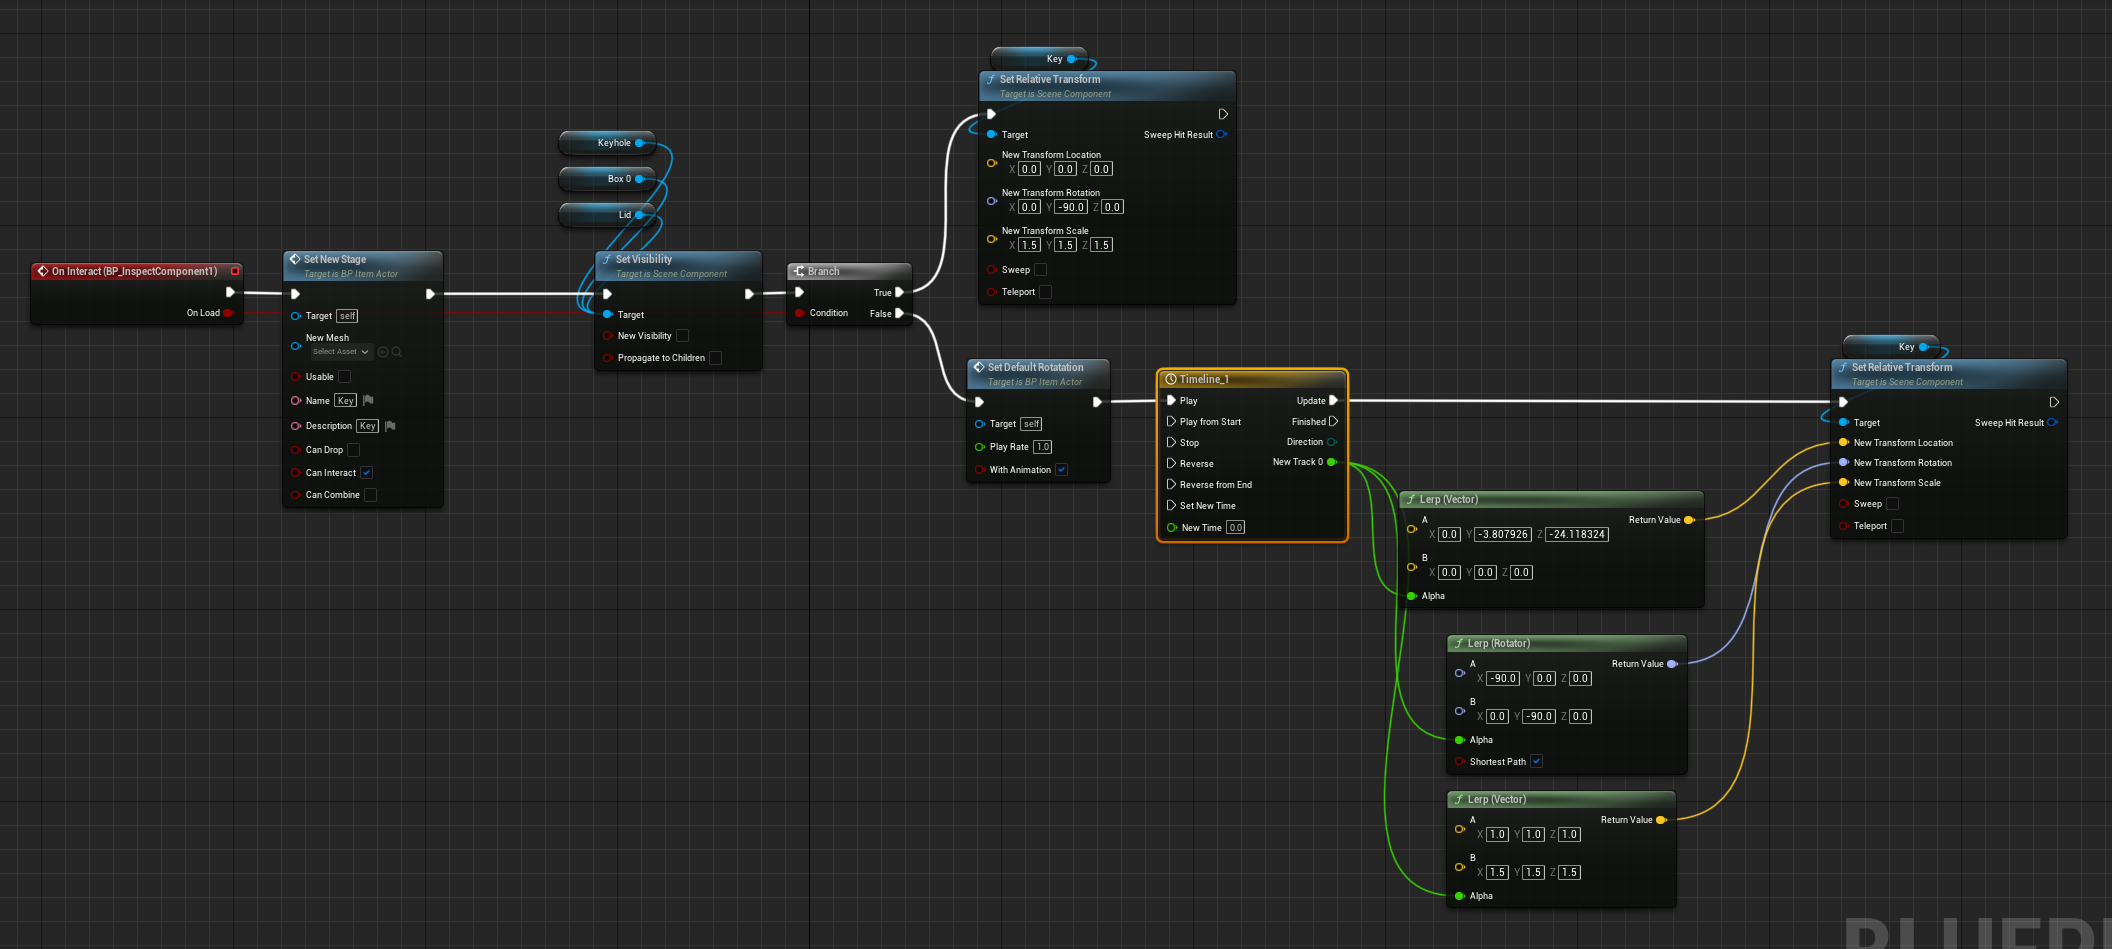 On Interact (BP_InspectComponent1)
On Load
Set New Stage
Target is BP Item Actor
Target self
New Mesh
Select Asset
Usable
Name Key
Description Key
Can Drop
Can Interact
Can Combine
Keyhole
Box 0
Lid
Set Visibility
Target is Scene Component
Target
New Visibility
Propagate to Children
Branch
True
Condition False
Key
Set Relative Transform
Target is Scene Component
Target Sweep Hit Result
New Transform Location
X 0.0 Y 0.0 Z 0.0
New Transform Rotation
X 0.0 Y -90.0 Z 0.0
New Transform Scale
X 1.5 Y 1.5 Z 1.5
Sweep
Teleport
Set Default Rotatation
Target is BP Item Actor
Target self
Play Rate 1.0
With Animation
Timeline_1
Play Update
Play from Start Finished
Stop Direction
Reverse New Track 0
Reverse from End
Set New Time
New Time 0.0
Lerp (Vector)
A Return Value
X 0.0 Y -3.807926 Z -24.118324
B
X 0.0 Y 0.0 Z 0.0
Alpha
Lerp (Rotator)
A Return Value
X -90.0 Y 0.0 Z 0.0
B
X 0.0 Y -90.0 Z 0.0
Alpha
Shortest Path
Lerp (Vector)
A Return Value
X 1.0 Y 1.0 Z 1.0
B
X 1.5 Y 1.5 Z 1.5
Alpha
Key
Set Relative Transform
Target is Scene Component
Target Sweep Hit Result
New Transform Location
New Transform Rotation
New Transform Scale
Sweep
Teleport